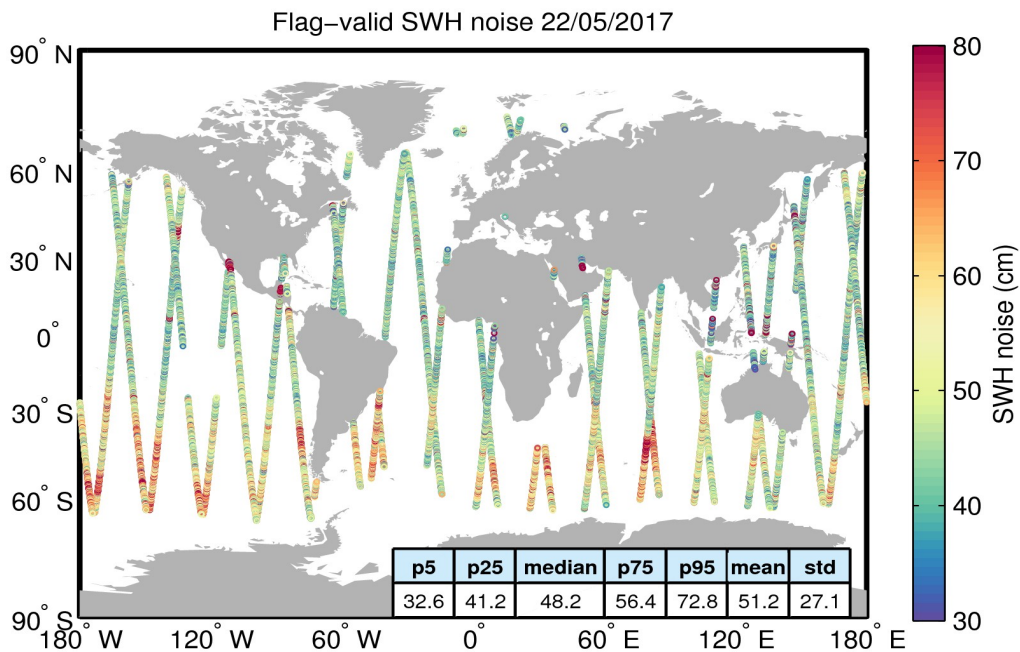 Flag−valid SWH noise 22/05/2017
90° N
60° N
30° N
0°
30° S
60° S
90° S
180° W
120° W
60° W
0°
60° E
120° E
180° E
80
70
60
50
40
30
SWH noise (cm)
p5 p25 median p75 p95 mean std
32.6 41.2 48.2 56.4 72.8 51.2 27.1